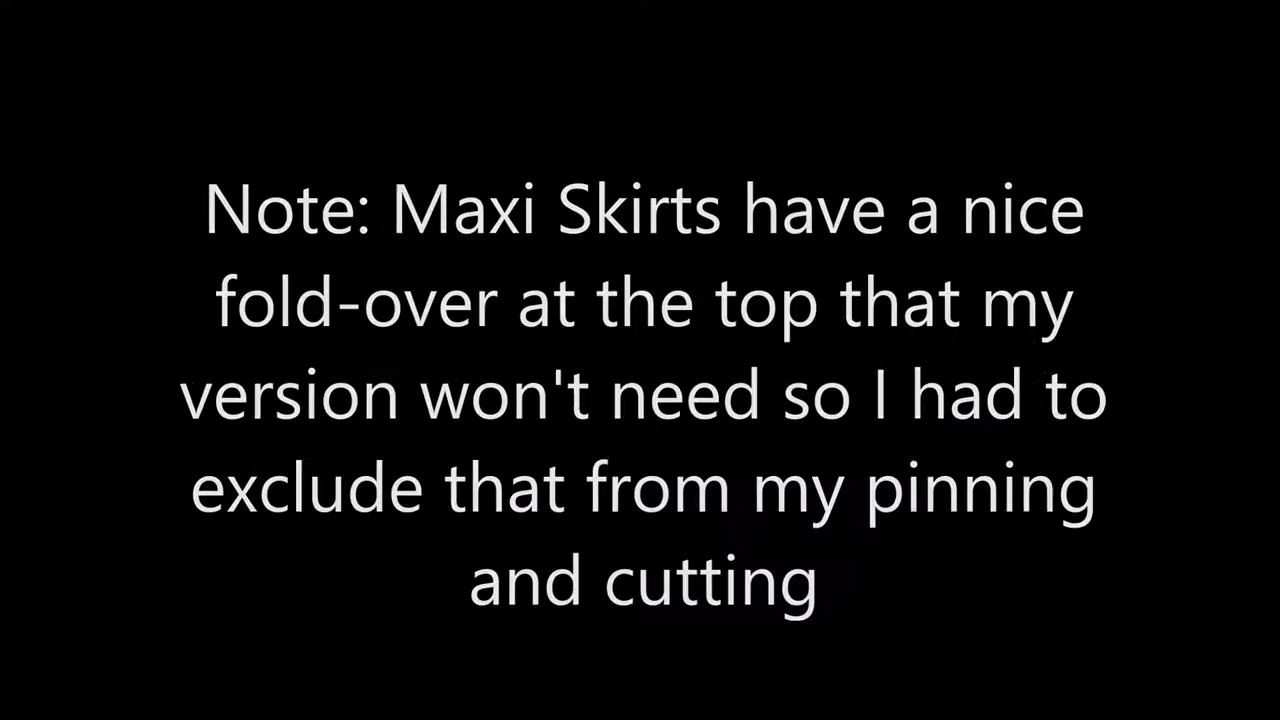 Note: Maxi Skirts have a nice
fold-over at the top that my
version won't need so I had to
exclude that from my pinning
and cutting